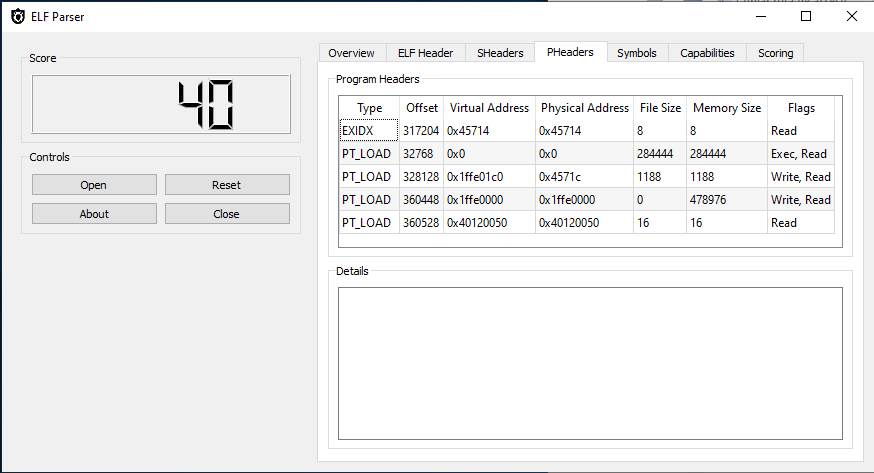 ELF Parser
Score
40
Controls
Open Reset
About Close
Overview ELF Header SHeaders PHeaders Symbols Capabilities Scoring
Program Headers
Type Offset Virtual Address Physical Address File Size Memory Size Flags
EXIDX 317204 0x45714 0x45714 8 8 Read
PT_LOAD 32768 0x0 0x0 284444 284444 Exec, Read
PT_LOAD 328128 0x1ffe01c0 0x4571c 1188 1188 Write, Read
PT_LOAD 360448 0x1ffe0000 0x1ffe0000 0 478976 Write, Read
PT_LOAD 360528 0x40120050 0x40120050 16 16 Read
Details